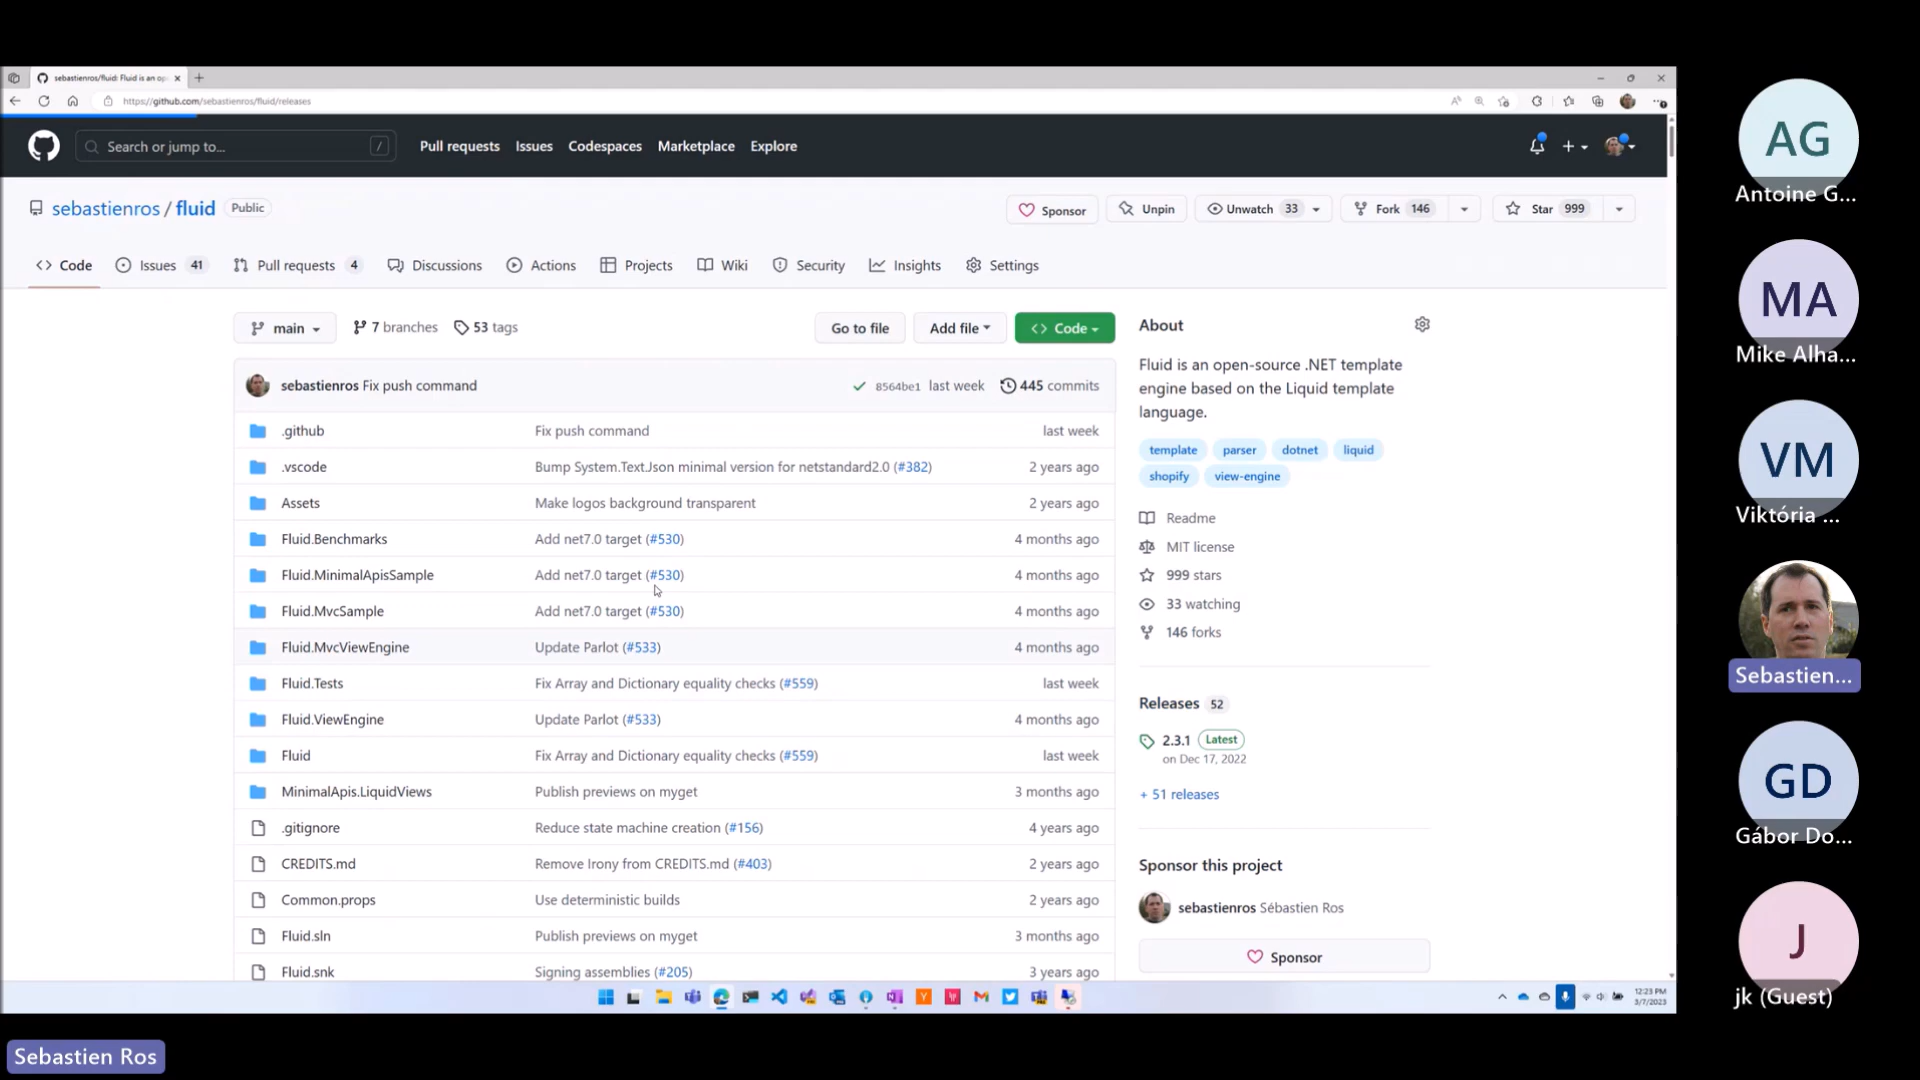 sebastienros/fluid: Fluid is an op
https://github.com/sebastienros/fluid/releases
Search or jump to...
/
Pull requests
Issues
Codespaces
Marketplace
Explore
sebastienros / fluid
Public
Sponsor
Unpin
Unwatch 33
Fork 146
Star 999
Code
Issues 41
Pull requests 4
Discussions
Actions
Projects
Wiki
Security
Insights
Settings
main
7 branches
53 tags
Go to file
Add file
Code
sebastienros Fix push command
8564be1 last week
445 commits
.github Fix push command last week
.vscode Bump System.Text.Json minimal version for netstandard2.0 (#382) 2 years ago
Assets Make logos background transparent 2 years ago
Fluid.Benchmarks Add net7.0 target (#530) 4 months ago
Fluid.MinimalApisSample Add net7.0 target (#530) 4 months ago
Fluid.MvcSample Add net7.0 target (#530) 4 months ago
Fluid.MvcViewEngine Update Parlot (#533) 4 months ago
Fluid.Tests Fix Array and Dictionary equality checks (#559) last week
Fluid.ViewEngine Update Parlot (#533) 4 months ago
Fluid Fix Array and Dictionary equality checks (#559) last week
MinimalApis.LiquidViews Publish previews on myget 3 months ago
.gitignore Reduce state machine creation (#156) 4 years ago
CREDITS.md Remove Irony from CREDITS.md (#403) 2 years ago
Common.props Use deterministic builds 2 years ago
Fluid.sln Publish previews on myget 3 months ago
Fluid.snk Signing assemblies (#205) 3 years ago
About
Fluid is an open-source .NET template
engine based on the Liquid template
language.
template parser dotnet liquid
shopify view-engine
Readme
MIT license
999 stars
33 watching
146 forks
Releases 52
2.3.1 Latest
on Dec 17, 2022
+ 51 releases
Sponsor this project
sebastienros Sébastien Ros
Sponsor
12:23 PM
3/7/2023
AG
Antoine G...
MA
Mike Alha...
VM
Viktória ...
Sebastien...
GD
Gábor Do...
J
jk (Guest)
Sebastien Ros